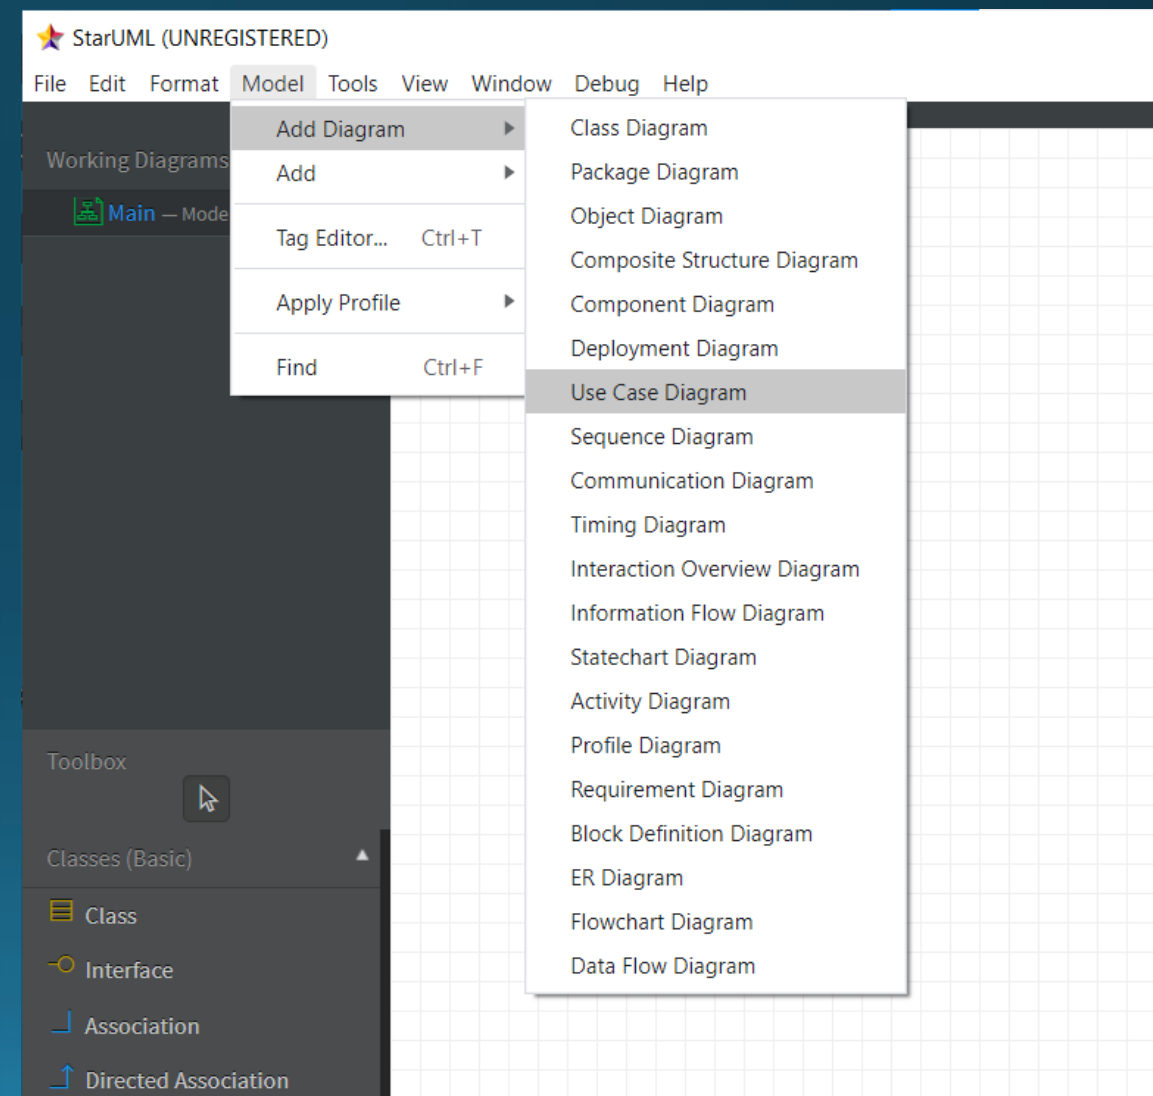 StarUML (UNREGISTERED)
File Edit Format Model Tools View Window Debug Help
Add Diagram
Add
Tag Editor... Ctrl+T
Apply Profile
Find Ctrl+F
Class Diagram
Package Diagram
Object Diagram
Composite Structure Diagram
Component Diagram
Deployment Diagram
Use Case Diagram
Sequence Diagram
Communication Diagram
Timing Diagram
Interaction Overview Diagram
Information Flow Diagram
Statechart Diagram
Activity Diagram
Profile Diagram
Requirement Diagram
Block Definition Diagram
ER Diagram
Flowchart Diagram
Data Flow Diagram
Working Diagrams
Main — Mode
Toolbox
Classes (Basic)
Class
Interface
Association
Directed Association